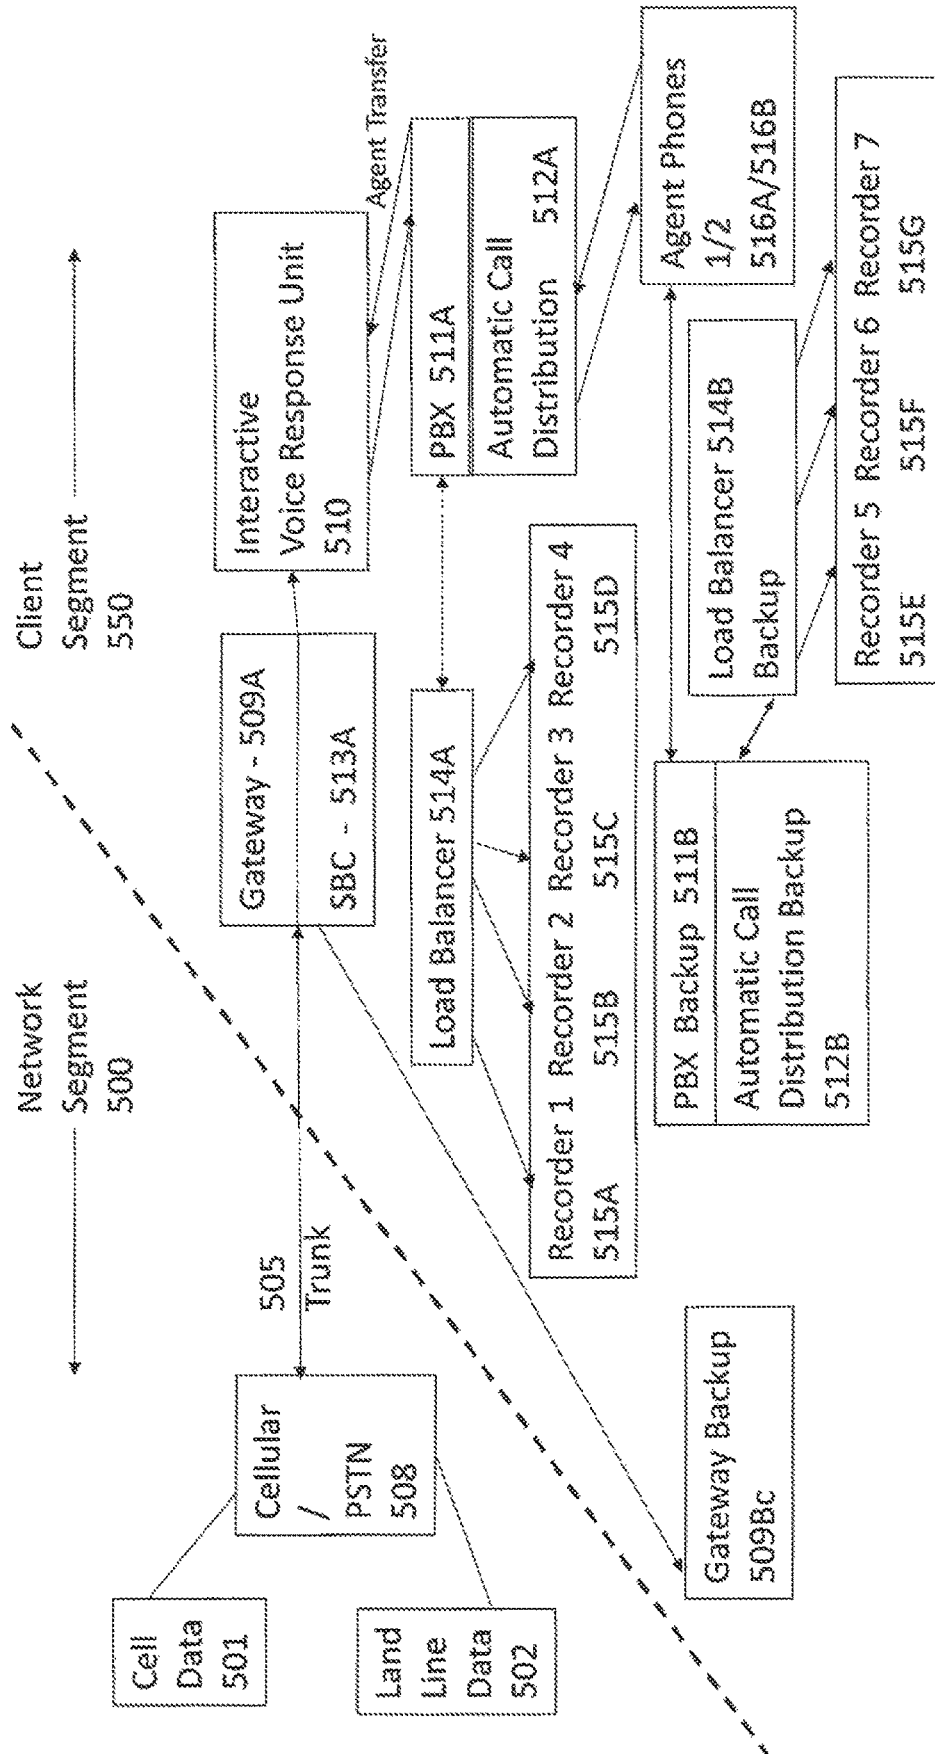 Network
Segment
500
Client
Segment
550
Cell
Data
501
Land
Line
Data
502
Cellular
/
PSTN
508
505
Trunk
Gateway - 509A
SBC - 513A
Interactive
Voice Response Unit
510
Agent Transfer
Load Balancer 514A
PBX 511A
Automatic Call
Distribution 512A
Recorder 1 Recorder 2 Recorder 3 Recorder 4
515A 515B 515C 515D
Agent Phones
1/2
516A/516B
Gateway Backup
509Bc
PBX Backup 511B
Automatic Call
Distribution Backup
512B
Load Balancer 514B
Backup
Recorder 5 Recorder 6 Recorder 7
515E 515F 515G